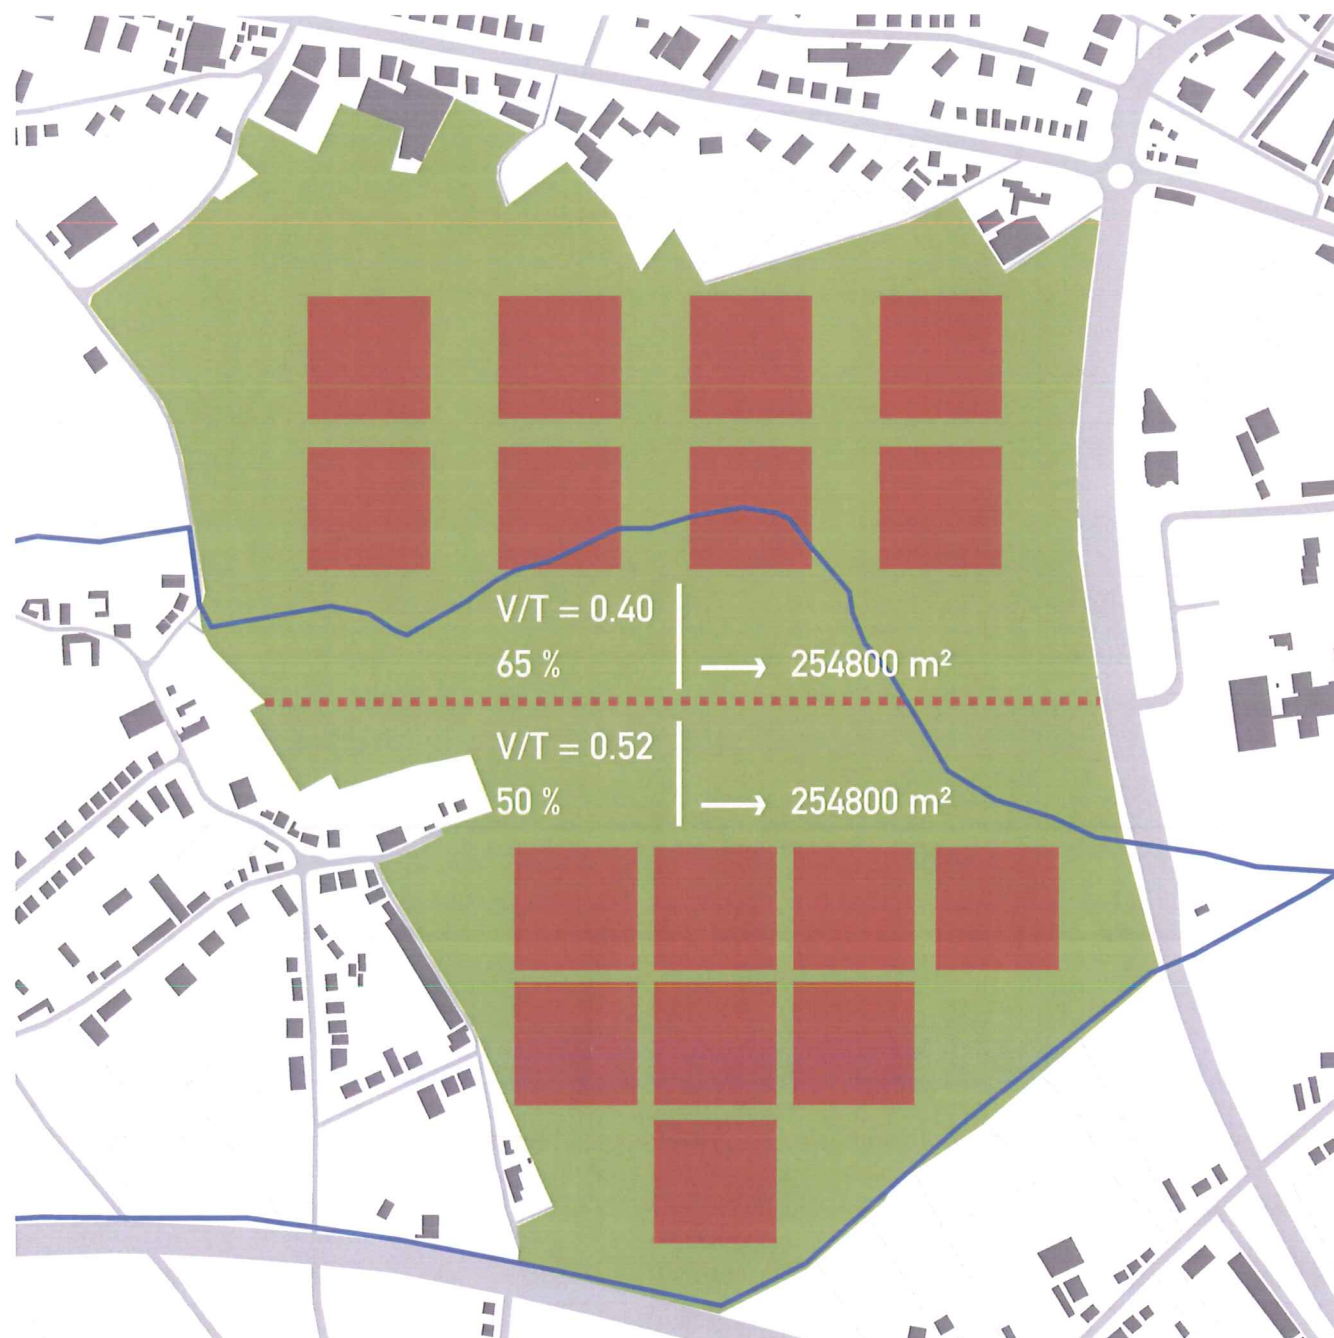 V/T = 0.40
65 % → 254800 m²
V/T = 0.52
50 % → 254800 m²